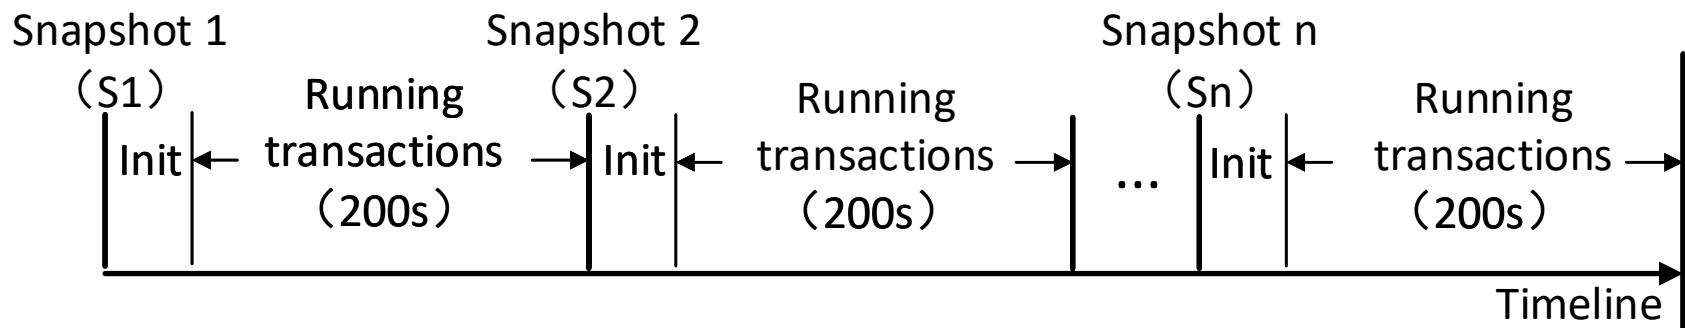 Snapshot 1
（S1）
Init
Running
transactions
（200s）
Snapshot 2
（S2）
Init
Running
transactions
（200s）
...
Snapshot n
（Sn）
Init
Running
transactions
（200s）
Timeline